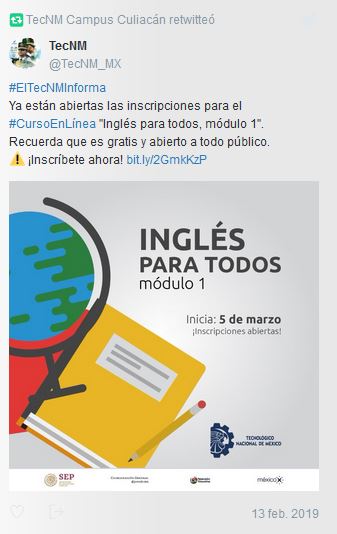 TecNM Campus Culiacán retwitteó
TecNM
@TecNM_MX
#ElTecNMInforma
Ya están abiertas las inscripciones para el
#CursoEnLínea "Inglés para todos, módulo 1".
Recuerda que es gratis y abierto a todo público.
⚠ ¡Inscríbete ahora! bit.ly/2GmkKzP
INGLÉS
PARA TODOS
módulo 1
Inicia: 5 de marzo
¡Inscripciones abiertas!
TECNOLÓGICO
NACIONAL DE MÉXICO
SEP
méxicoX
13 feb. 2019